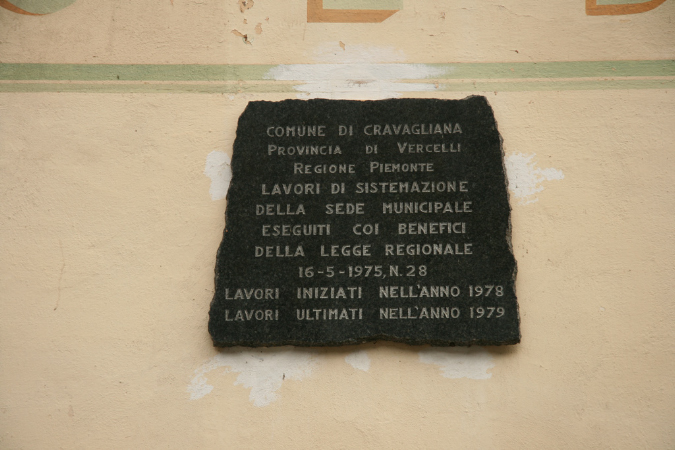 COMUNE DI CRAVAGLIANA
PROVINCIA DI VERCELLI
REGIONE PIEMONTE
LAVORI DI SISTEMAZIONE
DELLA SEDE MUNICIPALE
ESEGUITI COI BENEFICI
DELLA LEGGE REGIONALE
16-5-1975, N. 28
LAVORI INIZIATI NELL'ANNO 1978
LAVORI ULTIMATI NELL'ANNO 1979